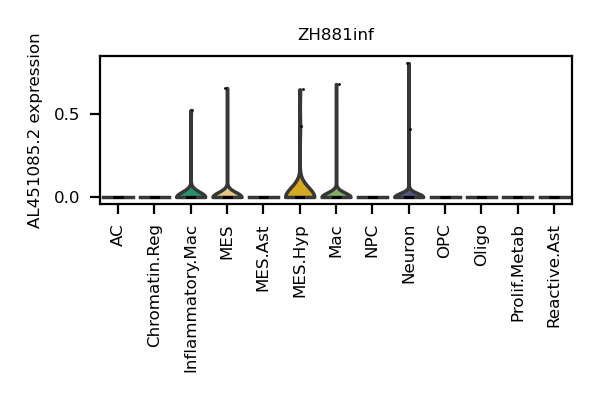 ZH881inf
AL451085.2 expression
0.5
0.0
AC
Chromatin.Reg
Inflammatory.Mac
MES
MES.Ast
MES.Hyp
Mac
NPC
Neuron
OPC
Oligo
Prolif.Metab
Reactive.Ast